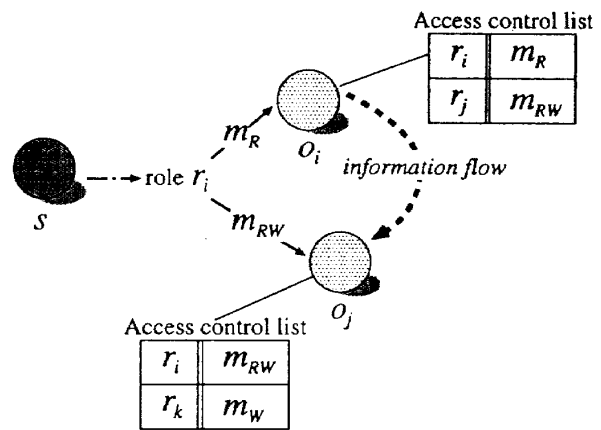 Access control list
r_i m_R
r_j m_RW
m_R
o_i
information flow
s
role r_i
m_RW
o_j
Access control list
r_i m_RW
r_k m_W